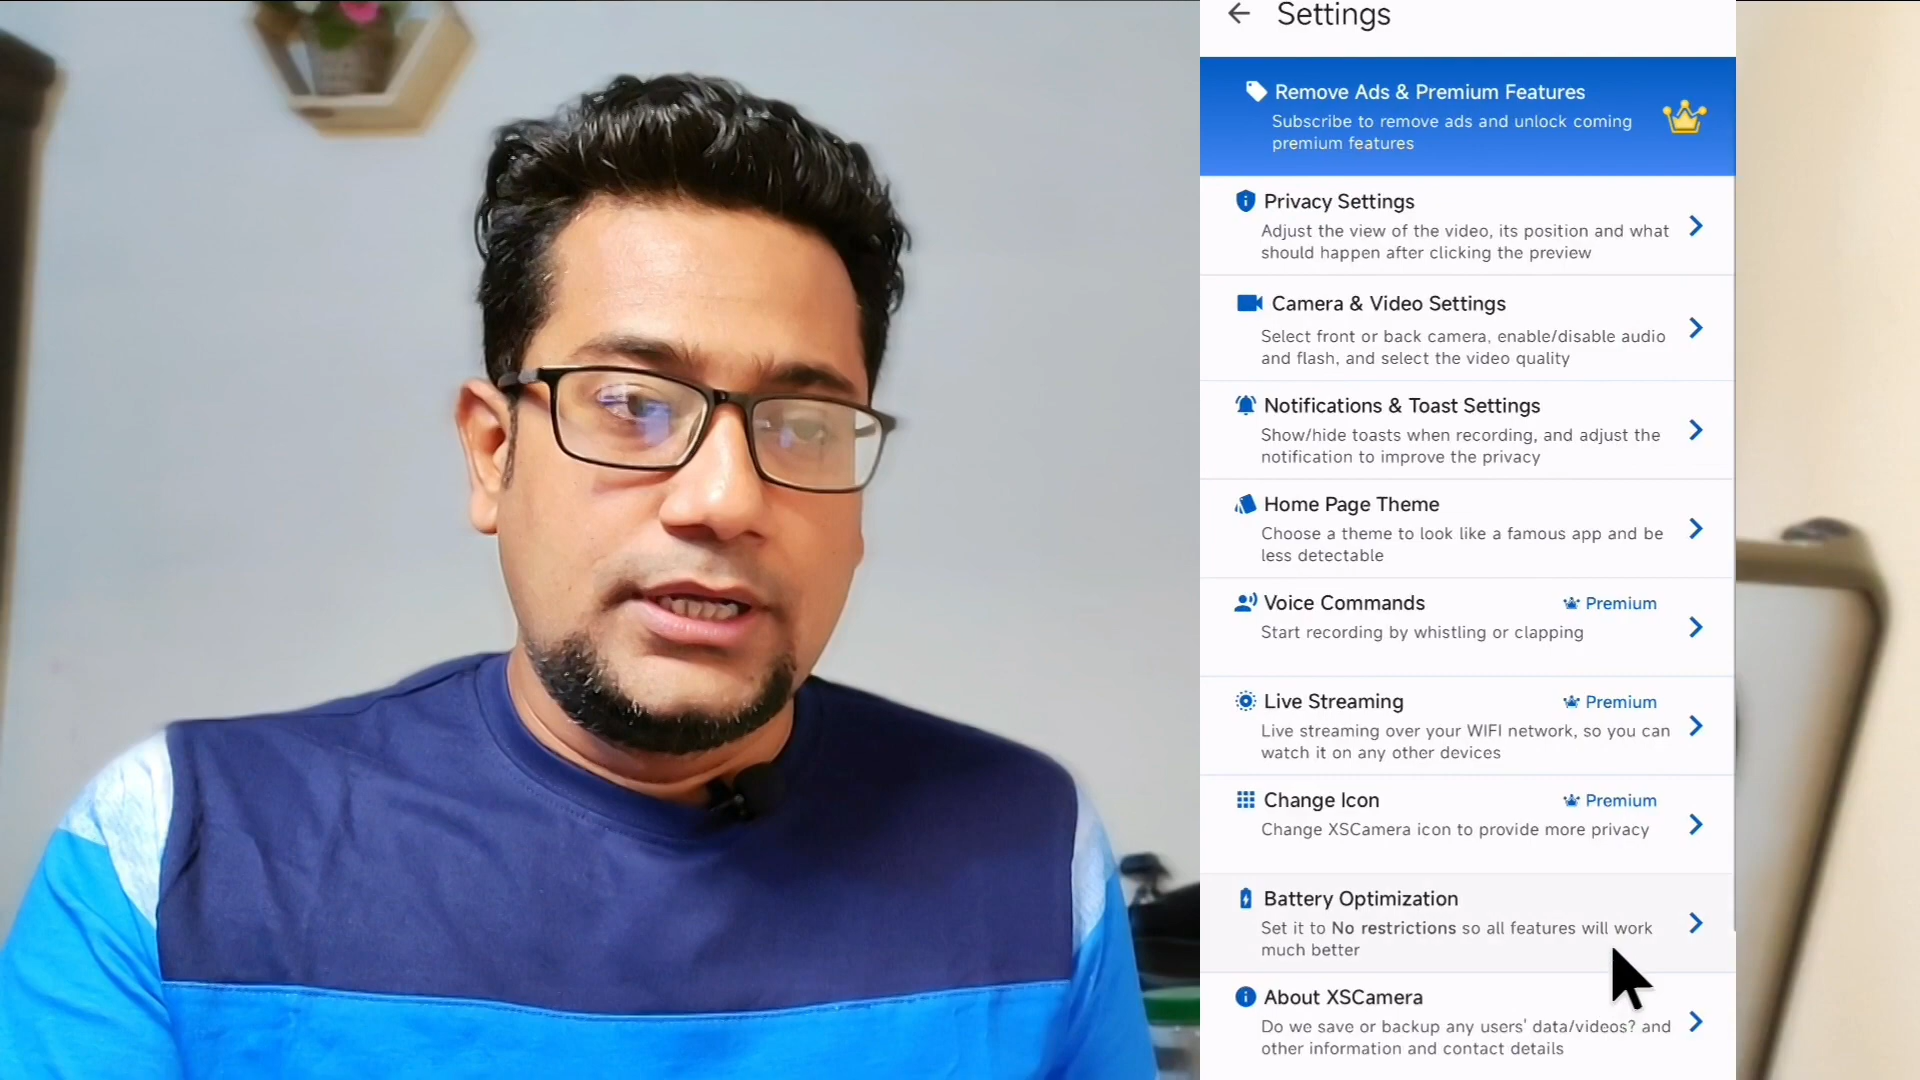 Settings
Remove Ads & Premium Features
Subscribe to remove ads and unlock coming
premium features
Privacy Settings
Adjust the view of the video, its position and what
should happen after clicking the preview
Camera & Video Settings
Select front or back camera, enable/disable audio
and flash, and select the video quality
Notifications & Toast Settings
Show/hide toasts when recording, and adjust the
notification to improve the privacy
Home Page Theme
Choose a theme to look like a famous app and be
less detectable
Voice Commands Premium
Start recording by whistling or clapping
Live Streaming Premium
Live streaming over your WIFI network, so you can
watch it on any other devices
Change Icon Premium
Change XSCamera icon to provide more privacy
Battery Optimization
Set it to No restrictions so all features will work
much better
About XSCamera
Do we save or backup any users' data/videos? and
other information and contact details